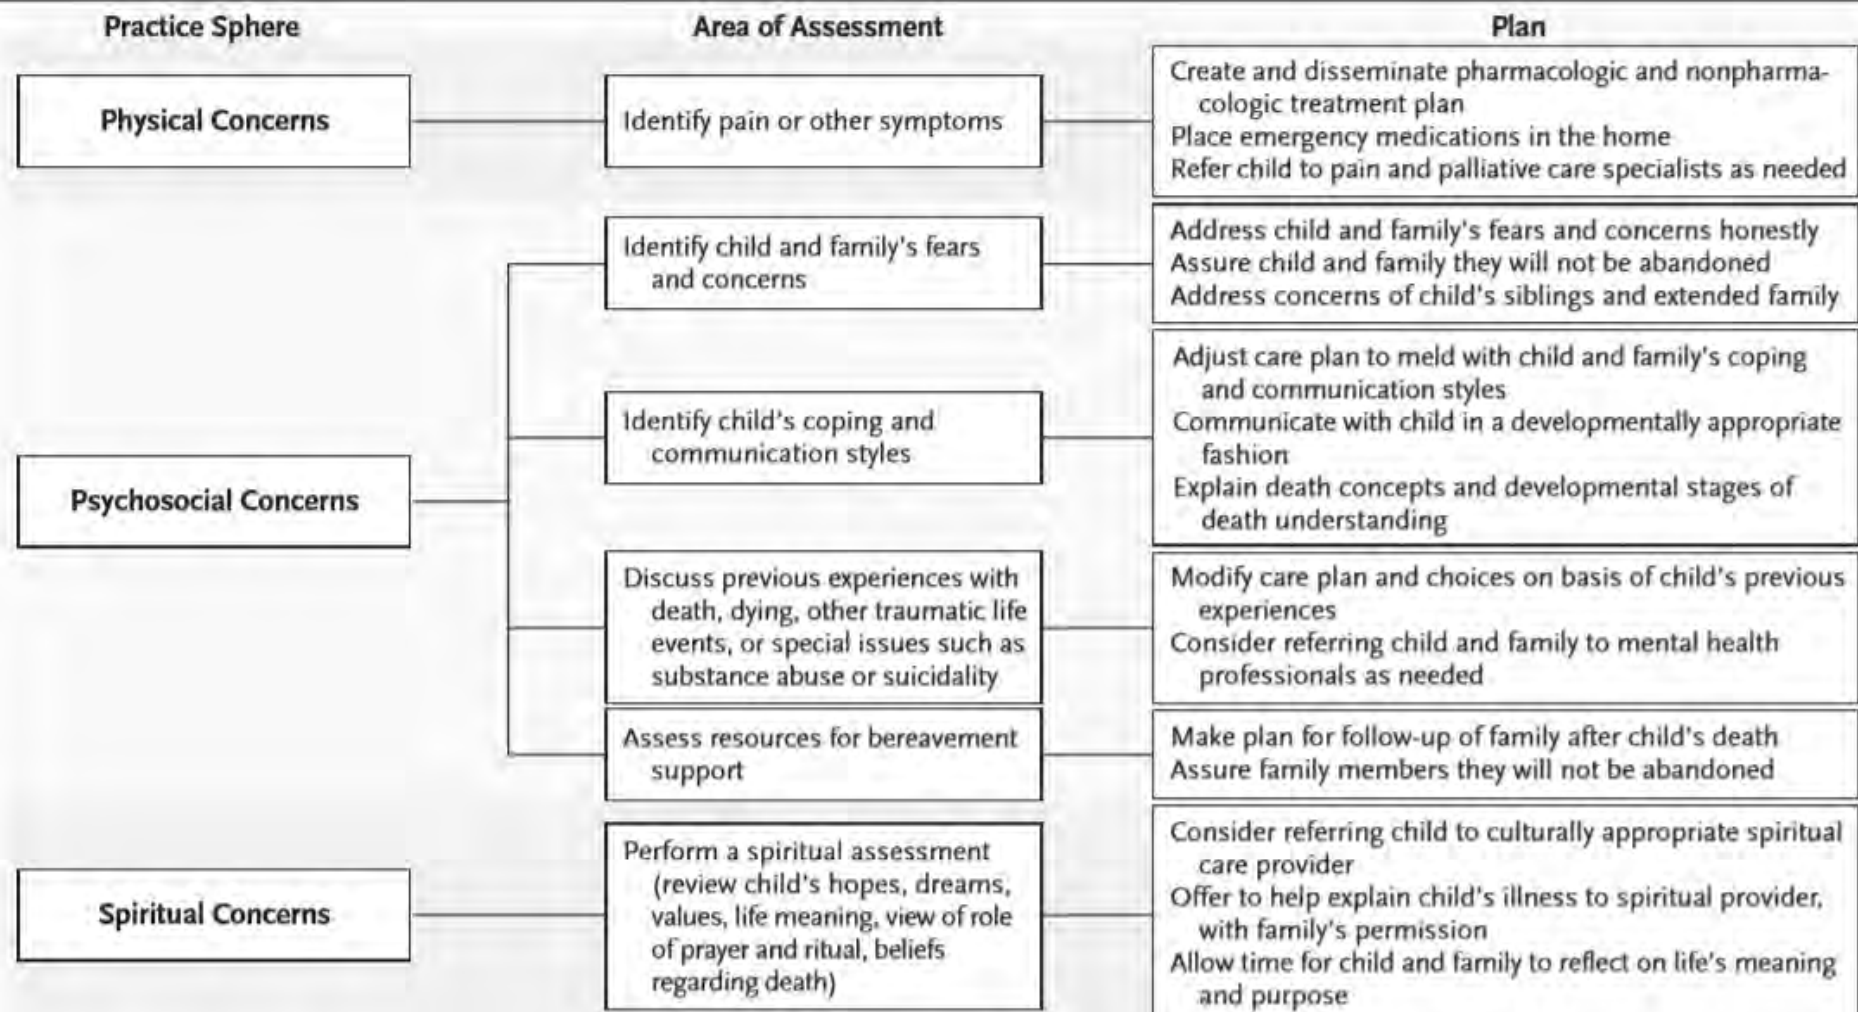 Practice Sphere
Area of Assessment
Plan
Physical Concerns
Identify pain or other symptoms
Create and disseminate pharmacologic and nonpharma-
cologic treatment plan
Place emergency medications in the home
Refer child to pain and palliative care specialists as needed
Psychosocial Concerns
Identify child and family's fears
and concerns
Address child and family's fears and concerns honestly
Assure child and family they will not be abandoned
Address concerns of child's siblings and extended family
Identify child's coping and
communication styles
Adjust care plan to meld with child and family's coping
and communication styles
Communicate with child in a developmentally appropriate
fashion
Explain death concepts and developmental stages of
death understanding
Discuss previous experiences with
death, dying, other traumatic life
events, or special issues such as
substance abuse or suicidality
Modify care plan and choices on basis of child's previous
experiences
Consider referring child and family to mental health
professionals as needed
Assess resources for bereavement
support
Make plan for follow-up of family after child's death
Assure family members they will not be abandoned
Spiritual Concerns
Perform a spiritual assessment
(review child's hopes, dreams,
values, life meaning, view of role
of prayer and ritual, beliefs
regarding death)
Consider referring child to culturally appropriate spiritual
care provider
Offer to help explain child's illness to spiritual provider,
with family's permission
Allow time for child and family to reflect on life's meaning
and purpose